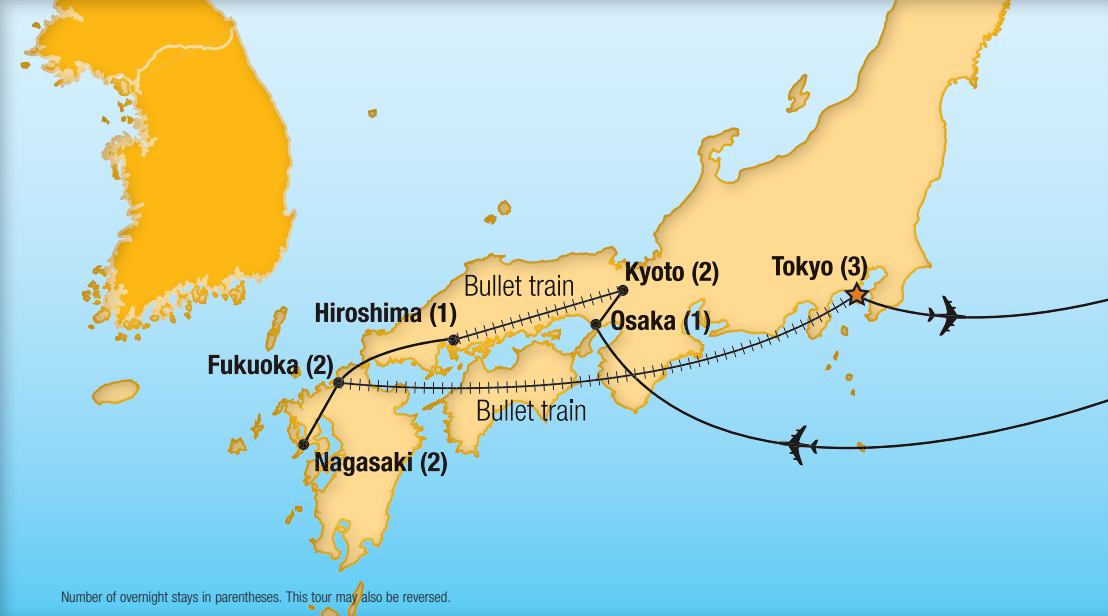 Tokyo (3)
Kyoto (2)
Bullet train
Hiroshima (1)
Osaka (1)
Fukuoka (2)
Bullet train
Nagasaki (2)
Number of overnight stays in parentheses. This tour may also be reversed.